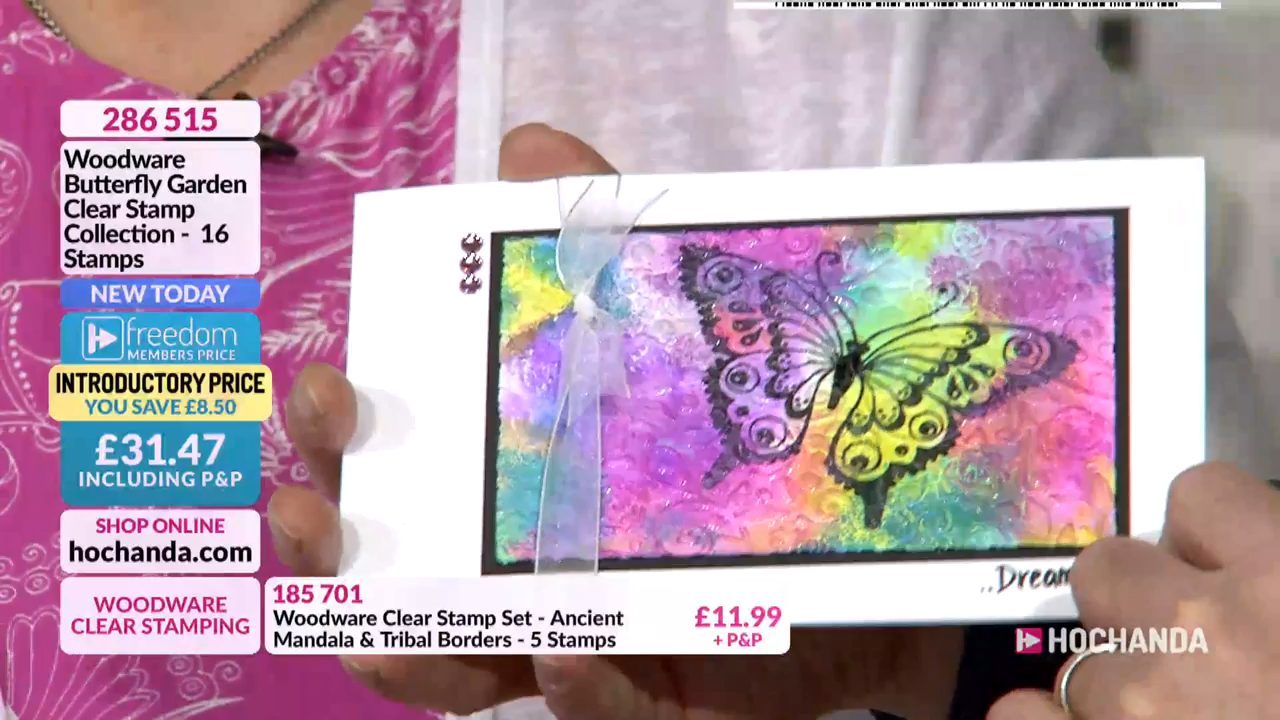 286 515
Woodware
Butterfly Garden
Clear Stamp
Collection - 16
Stamps
NEW TODAY
freedom
MEMBERS PRICE
INTRODUCTORY PRICE
YOU SAVE £8.50
£31.47
INCLUDING P&P
SHOP ONLINE
hochanda.com
WOODWARE
CLEAR STAMPING
185 701
Woodware Clear Stamp Set - Ancient
Mandala & Tribal Borders - 5 Stamps
£11.99
+ P&P
..Dream
HOCHANDA